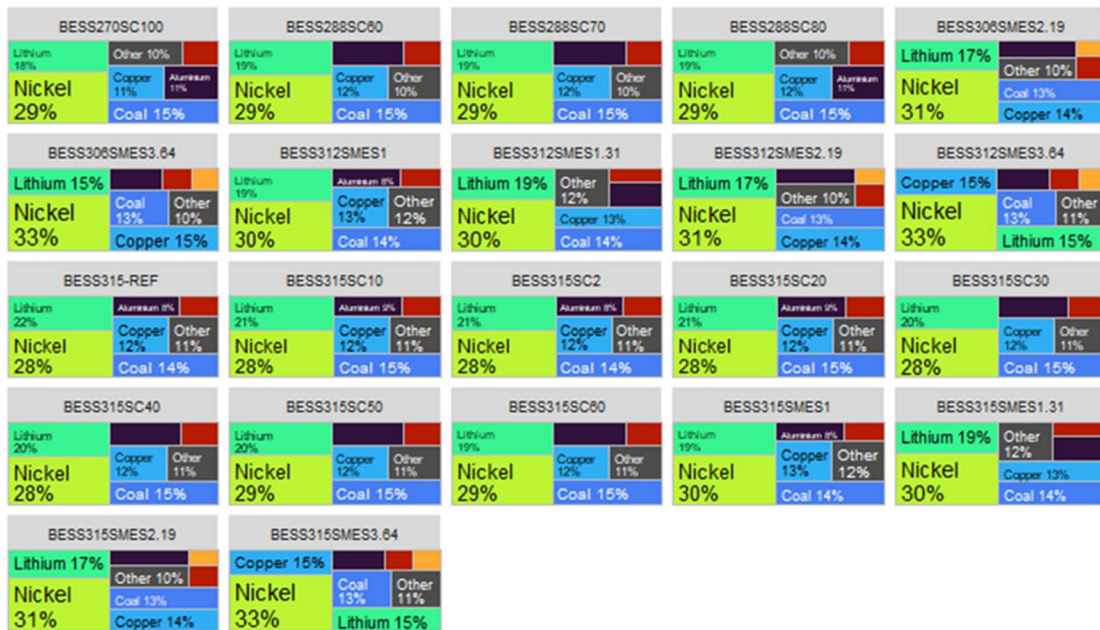 BESS270SC100
Lithium
18%
Other 10%
Nickel
29%
Copper
11%
Aluminium
11%
Coal 15%
BESS288SC60
Lithium
19%
Nickel
29%
Copper
12%
Other
10%
Coal 15%
BESS288SC70
Lithium
19%
Nickel
29%
Copper
12%
Other
10%
Coal 15%
BESS288SC80
Lithium
19%
Other 10%
Nickel
29%
Copper
12%
Aluminium
11%
Coal 15%
BESS306SMES2.19
Lithium 17%
Other 10%
Nickel
31%
Coal 13%
Copper 14%
BESS306SMES3.64
Lithium 15%
Nickel
33%
Coal
13%
Other
10%
Copper 15%
BESS312SMES1
Lithium
19%
Aluminium 8%
Nickel
30%
Copper
13%
Other
12%
Coal 14%
BESS312SMES1.31
Lithium 19%
Other
12%
Nickel
30%
Copper 13%
Coal 14%
BESS312SMES2.19
Lithium 17%
Other 10%
Nickel
31%
Coal 13%
Copper 14%
BESS312SMES3.64
Copper 15%
Nickel
33%
Coal
13%
Other
11%
Lithium 15%
BESS315-REF
Lithium
22%
Aluminium 8%
Nickel
28%
Copper
12%
Other
11%
Coal 14%
BESS315SC10
Lithium
21%
Aluminium 9%
Nickel
28%
Copper
12%
Other
11%
Coal 15%
BESS315SC2
Lithium
21%
Aluminium 8%
Nickel
28%
Copper
12%
Other
11%
Coal 14%
BESS315SC20
Lithium
21%
Aluminium 9%
Nickel
28%
Copper
12%
Other
11%
Coal 15%
BESS315SC30
Lithium
20%
Nickel
28%
Copper
12%
Other
11%
Coal 15%
BESS315SC40
Lithium
20%
Nickel
28%
Copper
12%
Other
11%
Coal 15%
BESS315SC50
Lithium
20%
Nickel
29%
Copper
12%
Other
11%
Coal 15%
BESS315SC60
Lithium
19%
Nickel
29%
Copper
12%
Other
11%
Coal 15%
BESS315SMES1
Lithium
19%
Aluminium 8%
Nickel
30%
Copper
13%
Other
12%
Coal 14%
BESS315SMES1.31
Lithium 19%
Other
12%
Nickel
30%
Copper 13%
Coal 14%
BESS315SMES2.19
Lithium 17%
Other 10%
Nickel
31%
Coal 13%
Copper 14%
BESS315SMES3.64
Copper 15%
Nickel
33%
Coal
13%
Other
11%
Lithium 15%